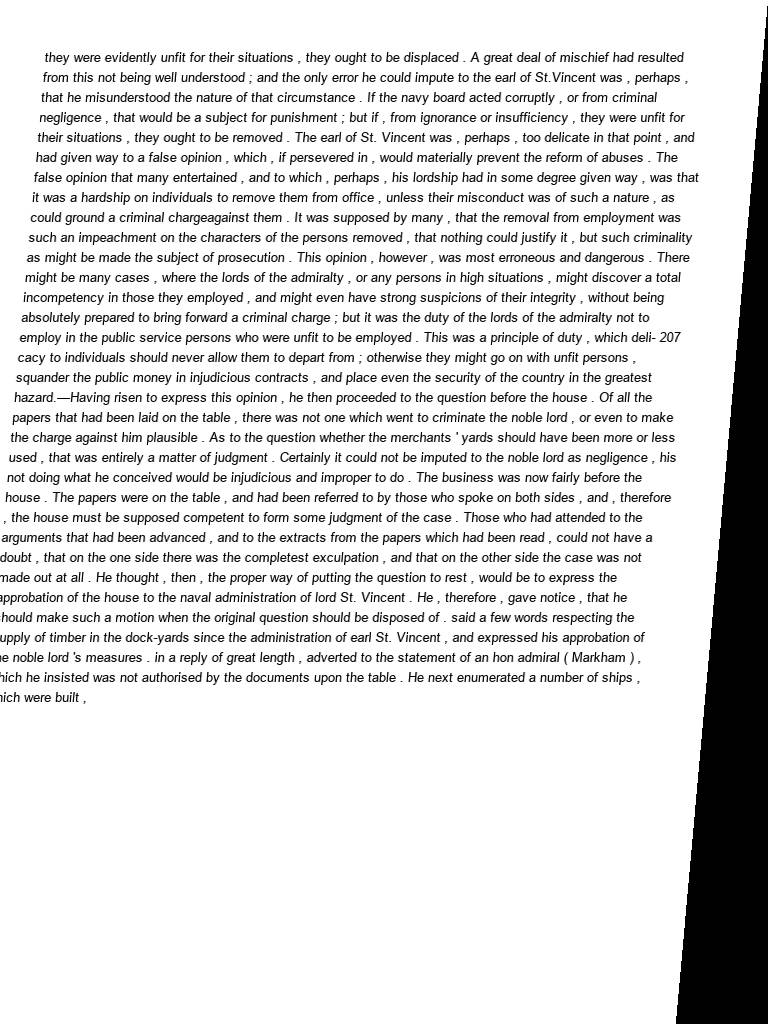 they were evidently unfit for their situations , they ought to be displaced . A great deal of mischief had resulted
from this not being well understood ; and the only error he could impute to the earl of St.Vincent was , perhaps ,
that he misunderstood the nature of that circumstance . If the navy board acted corruptly , or from criminal
negligence , that would be a subject for punishment ; but if , from ignorance or insufficiency , they were unfit for
their situations , they ought to be removed . The earl of St. Vincent was , perhaps , too delicate in that point , and
had given way to a false opinion , which , if persevered in , would materially prevent the reform of abuses . The
false opinion that many entertained , and to which , perhaps , his lordship had in some degree given way , was that
it was a hardship on individuals to remove them from office , unless their misconduct was of such a nature , as
could ground a criminal chargeagainst them . It was supposed by many , that the removal from employment was
such an impeachment on the characters of the persons removed , that nothing could justify it , but such criminality
as might be made the subject of prosecution . This opinion , however , was most erroneous and dangerous . There
might be many cases , where the lords of the admiralty , or any persons in high situations , might discover a total
incompetency in those they employed , and might even have strong suspicions of their integrity , without being
absolutely prepared to bring forward a criminal charge ; but it was the duty of the lords of the admiralty not to
employ in the public service persons who were unfit to be employed . This was a principle of duty , which deli- 207
cacy to individuals should never allow them to depart from ; otherwise they might go on with unfit persons ,
squander the public money in injudicious contracts , and place even the security of the country in the greatest
hazard.—Having risen to express this opinion , he then proceeded to the question before the house . Of all the
papers that had been laid on the table , there was not one which went to criminate the noble lord , or even to make
the charge against him plausible . As to the question whether the merchants ' yards should have been more or less
used , that was entirely a matter of judgment . Certainly it could not be imputed to the noble lord as negligence , his
not doing what he conceived would be injudicious and improper to do . The business was now fairly before the
house . The papers were on the table , and had been referred to by those who spoke on both sides , and , therefore
, the house must be supposed competent to form some judgment of the case . Those who had attended to the
arguments that had been advanced , and to the extracts from the papers which had been read , could not have a
doubt , that on the one side there was the completest exculpation , and that on the other side the case was not
made out at all . He thought , then , the proper way of putting the question to rest , would be to express the
approbation of the house to the naval administration of lord St. Vincent . He , therefore , gave notice , that he
hould make such a motion when the original question should be disposed of . said a few words respecting the
upply of timber in the dock-yards since the administration of earl St. Vincent , and expressed his approbation of
e noble lord 's measures . in a reply of great length , adverted to the statement of an hon admiral ( Markham ) ,
hich he insisted was not authorised by the documents upon the table . He next enumerated a number of ships ,
hich were built ,